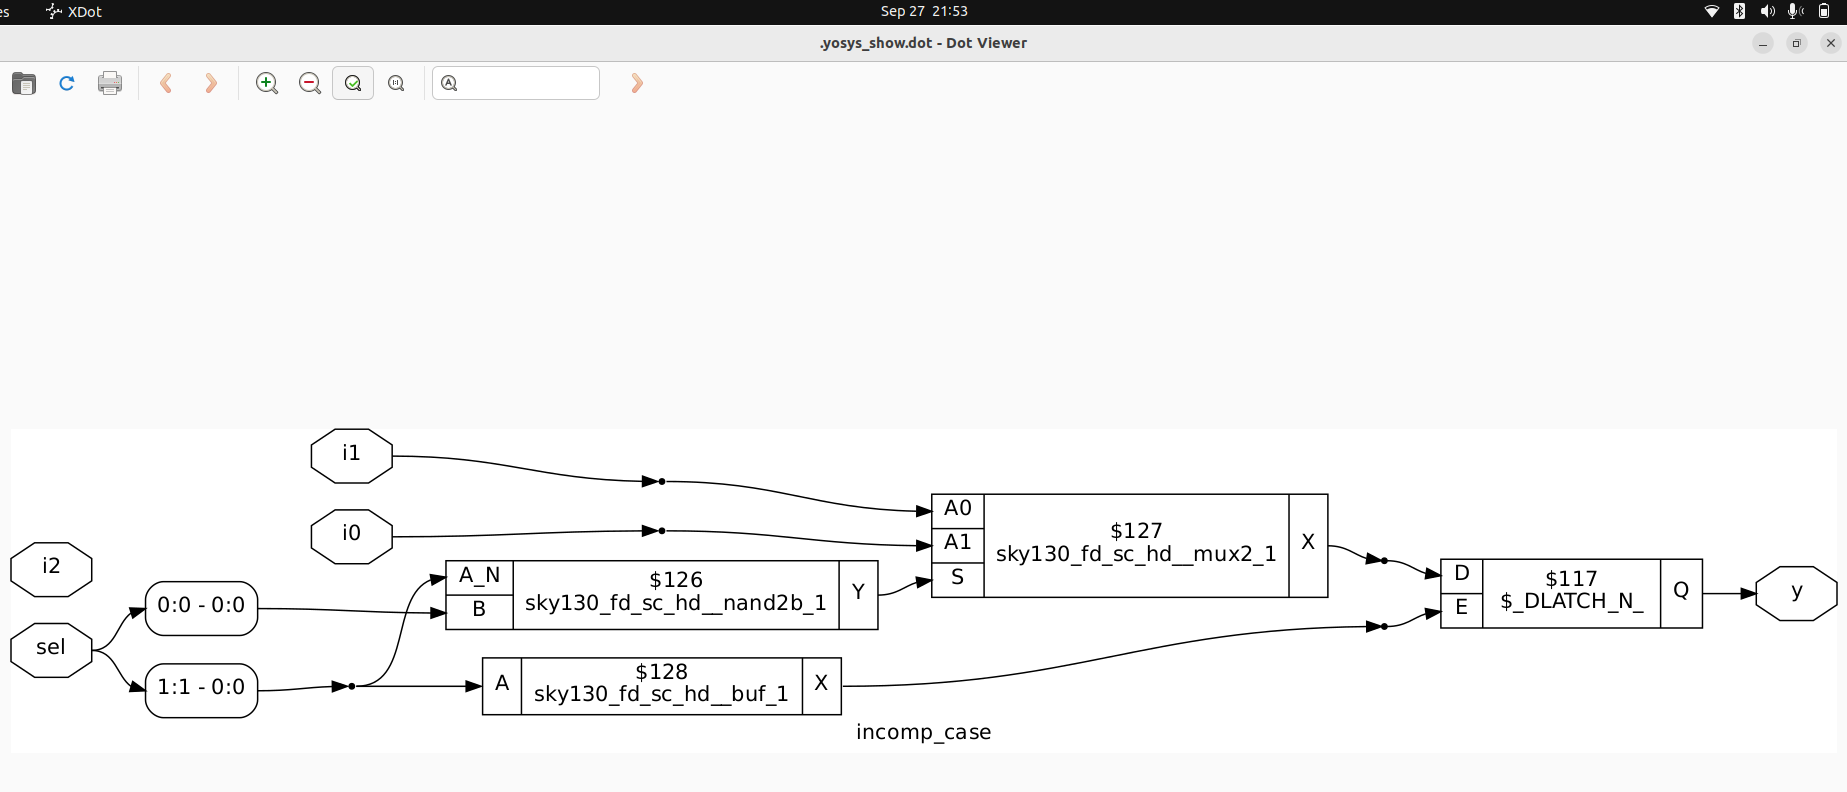 es XDot Sep 27 21:53
.yosys_show.dot - Dot Viewer
i1
i0
i2
sel
0:0 - 0:0
1:1 - 0:0
A_N
B
$126
sky130_fd_sc_hd__nand2b_1
Y
A
$128
sky130_fd_sc_hd__buf_1
X
A0
A1
S
$127
sky130_fd_sc_hd__mux2_1
X
D
E
$117
$_DLATCH_N_
Q
y
incomp_case